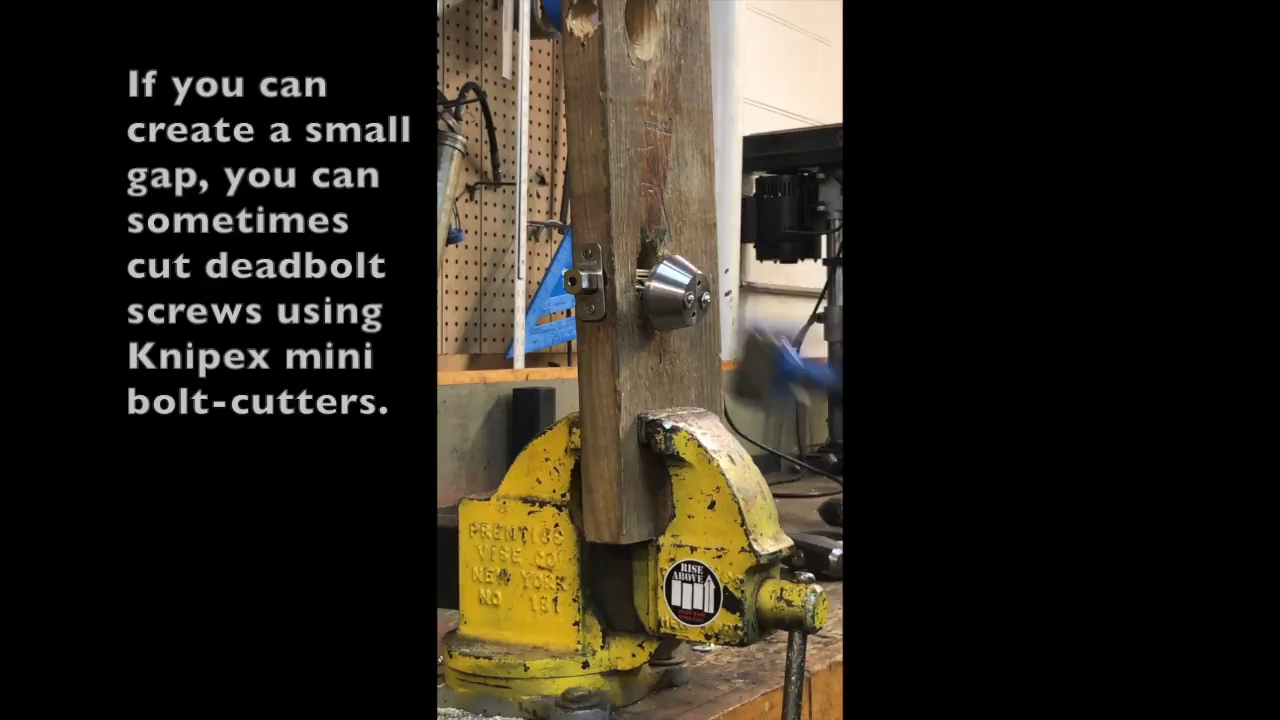 If you can
create a small
gap, you can
sometimes
cut deadbolt
screws using
Knipex mini
bolt-cutters.
PRENTISS
VISE CO
NEW YORK
No 181
RISE
ABOVE